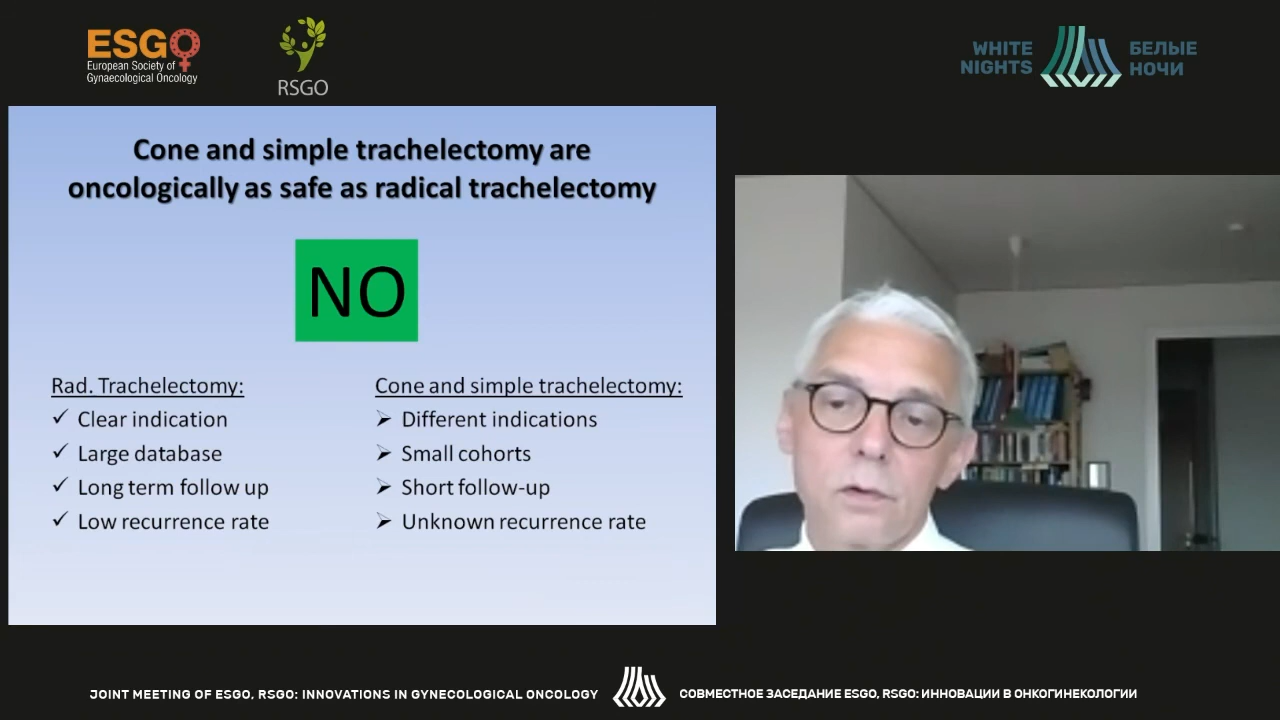 ESGO
European Society of
Gynaecological Oncology
RSGO
WHITE
NIGHTS
БЕЛЫЕ
НОЧИ
Cone and simple trachelectomy are
oncologically as safe as radical trachelectomy
NO
Rad. Trachelectomy:
✓ Clear indication
✓ Large database
✓ Long term follow up
✓ Low recurrence rate
Cone and simple trachelectomy:
➢ Different indications
➢ Small cohorts
➢ Short follow-up
➢ Unknown recurrence rate
JOINT MEETING OF ESGO, RSGO: INNOVATIONS IN GYNECOLOGICAL ONCOLOGY
СОВМЕСТНОЕ ЗАСЕДАНИЕ ESGO, RSGO: ИННОВАЦИИ В ОНКОГИНЕКОЛОГИИ